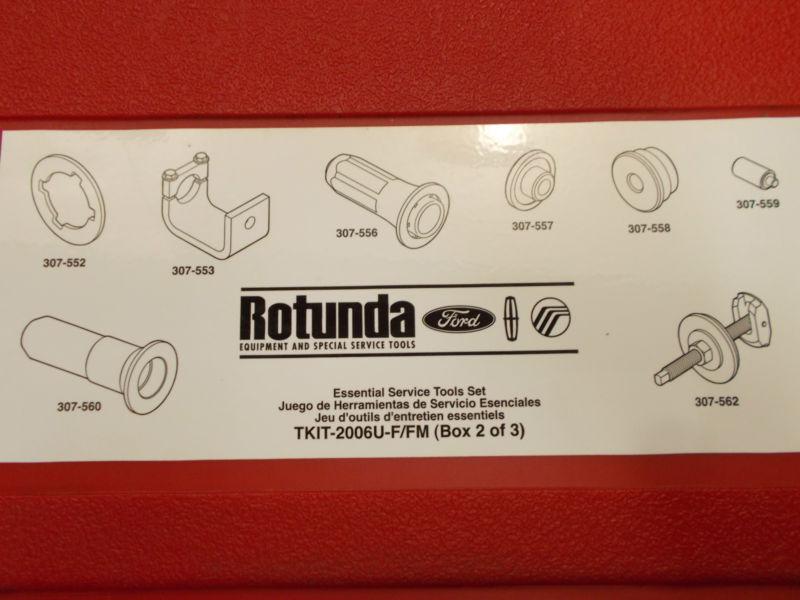 307-552
307-553
307-556
307-557
307-558
307-559
Rotunda
EQUIPMENT AND SPECIAL SERVICE TOOLS
Ford
307-560
307-562
Essential Service Tools Set
Juego de Herramientas de Servicio Esenciales
Jeu d'outils d'entretien essentiels
TKIT-2006U-F/FM (Box 2 of 3)